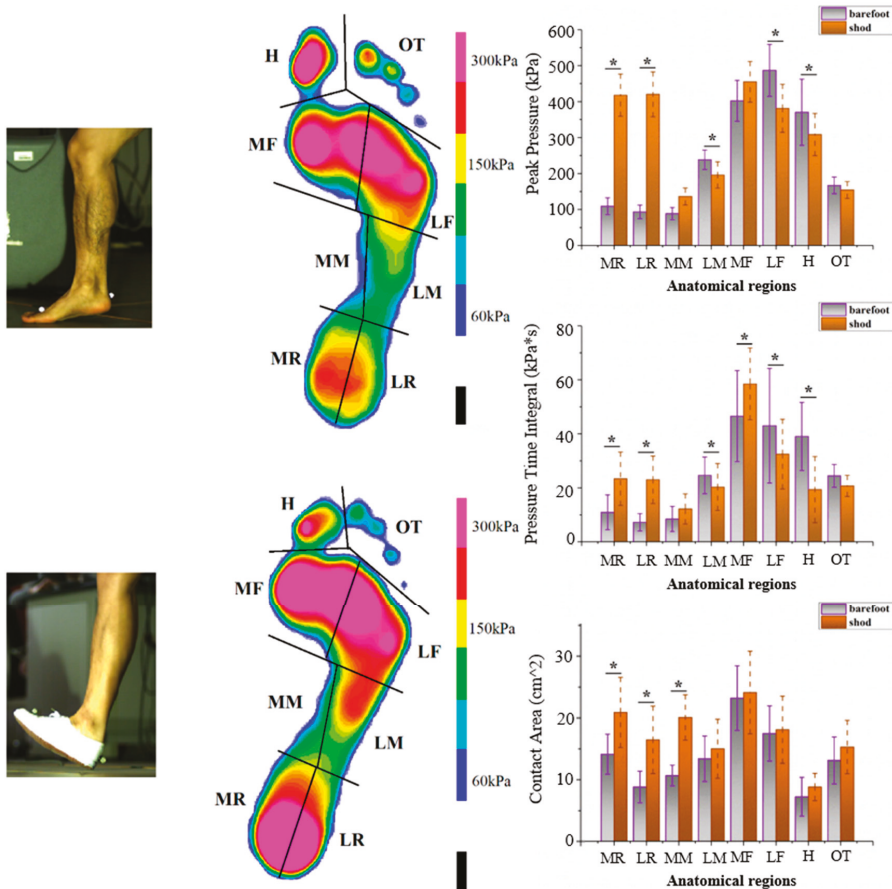 H
OT
MF
LF
MM
LM
MR
LR
300kPa
150kPa
60kPa
H
OT
MF
LF
MM
LM
MR
LR
300kPa
150kPa
60kPa
barefoot
shod
Peak Pressure (kPa)
600
500
400
300
200
100
0
* * * * *
MR LR MM LM MF LF H OT
Anatomical regions
barefoot
shod
Pressure Time Integral (kPa*s)
80
60
40
20
0
* * * * * *
MR LR MM LM MF LF H OT
Anatomical regions
barefoot
shod
Contact Area (cm^2)
30
20
10
0
* * *
MR LR MM LM MF LF H OT
Anatomical regions